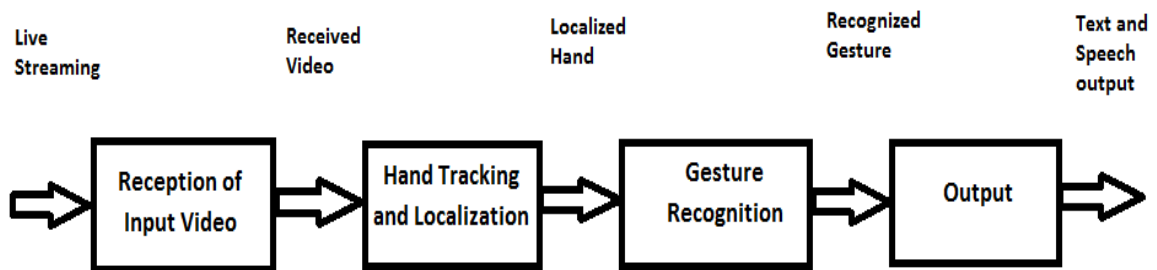 Live
Streaming
Received
Video
Localized
Hand
Recognized
Gesture
Text and
Speech
output
Reception of
Input Video
Hand Tracking
and Localization
Gesture
Recognition
Output